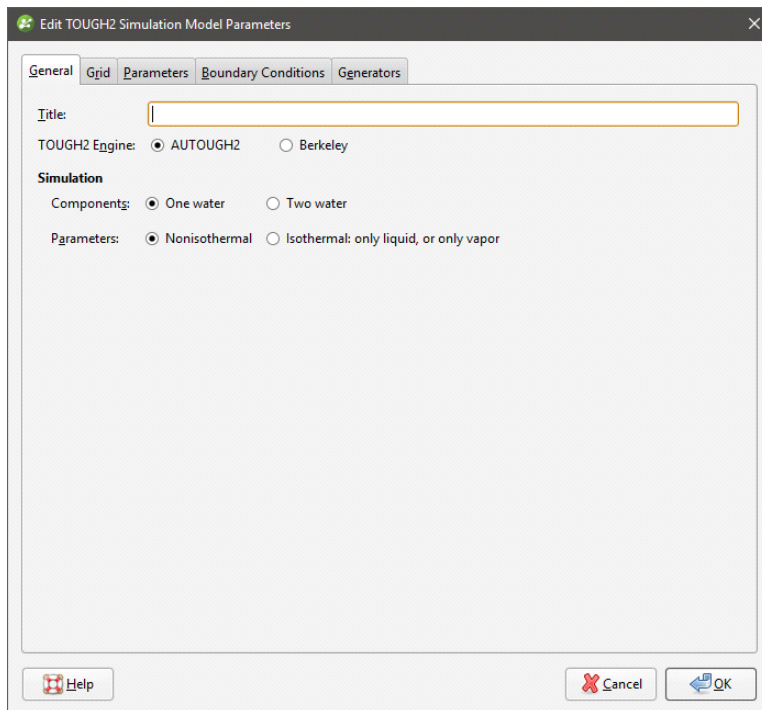 Edit TOUGH2 Simulation Model Parameters
General Grid Parameters Boundary Conditions Generators
Title:
TOUGH2 Engine: AUTOUGH2 Berkeley
Simulation
Components: One water Two water
Parameters: Nonisothermal Isothermal: only liquid, or only vapor
Help Cancel OK